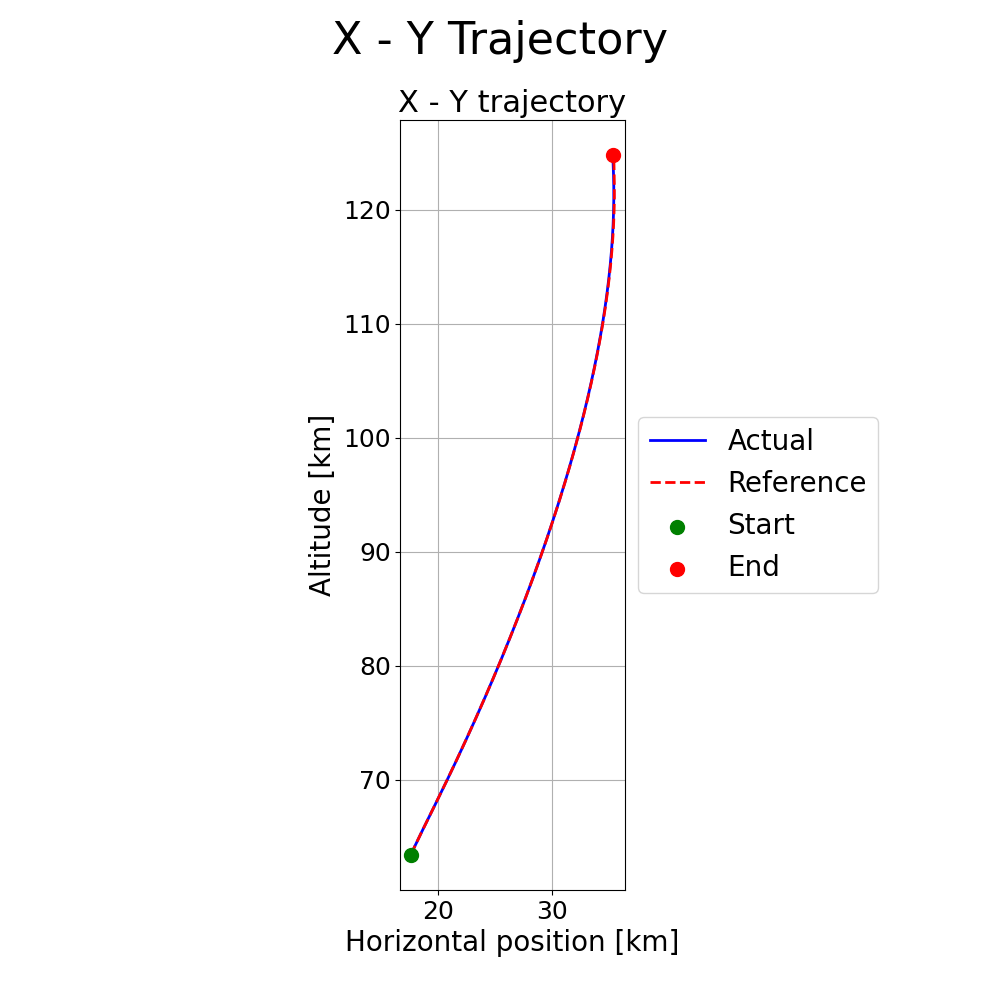 X - Y Trajectory
X - Y trajectory
120
110
100
90
80
70
Altitude [km]
20 30
Horizontal position [km]
Actual
Reference
Start
End